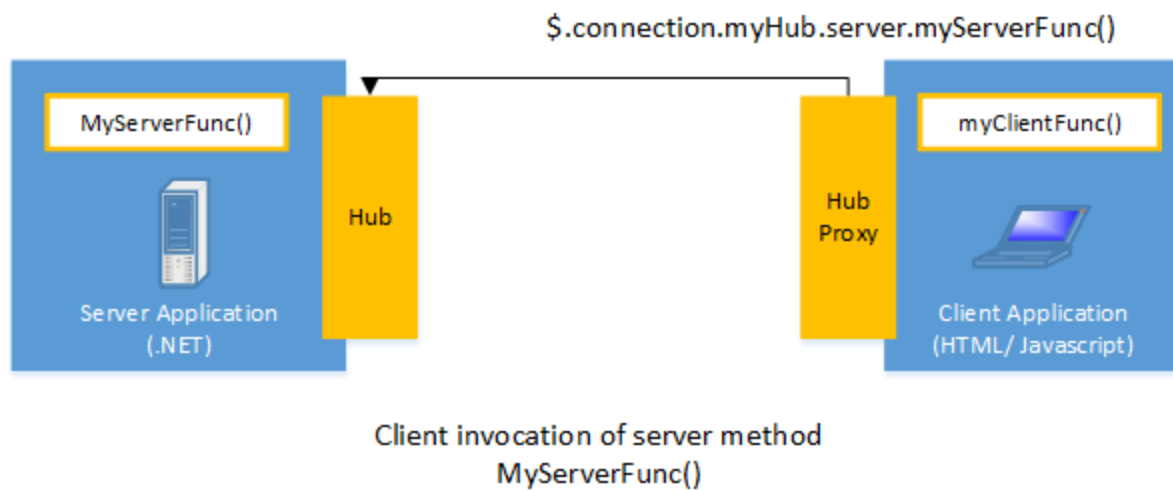 $.connection.myHub.server.myServerFunc()
MyServerFunc()
Hub
Server Application
(.NET)
Hub
Proxy
myClientFunc()
Client Application
(HTML/ Javascript)
Client invocation of server method
MyServerFunc()